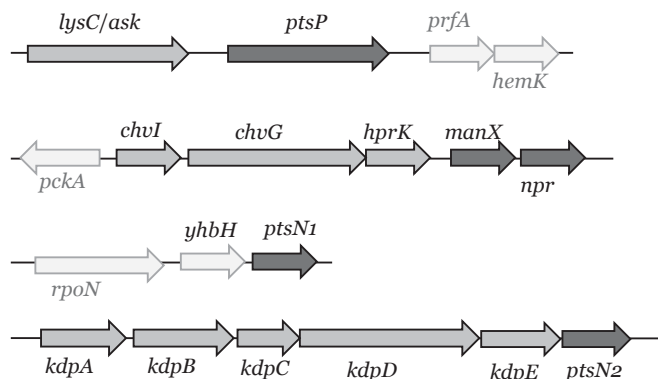 lysC/ask ptsP prfA
hemK
chvI chvG hprK manX
pckA npr
yhbH ptsN1
rpoN
kdpA kdpB kdpC kdpD kdpE ptsN2